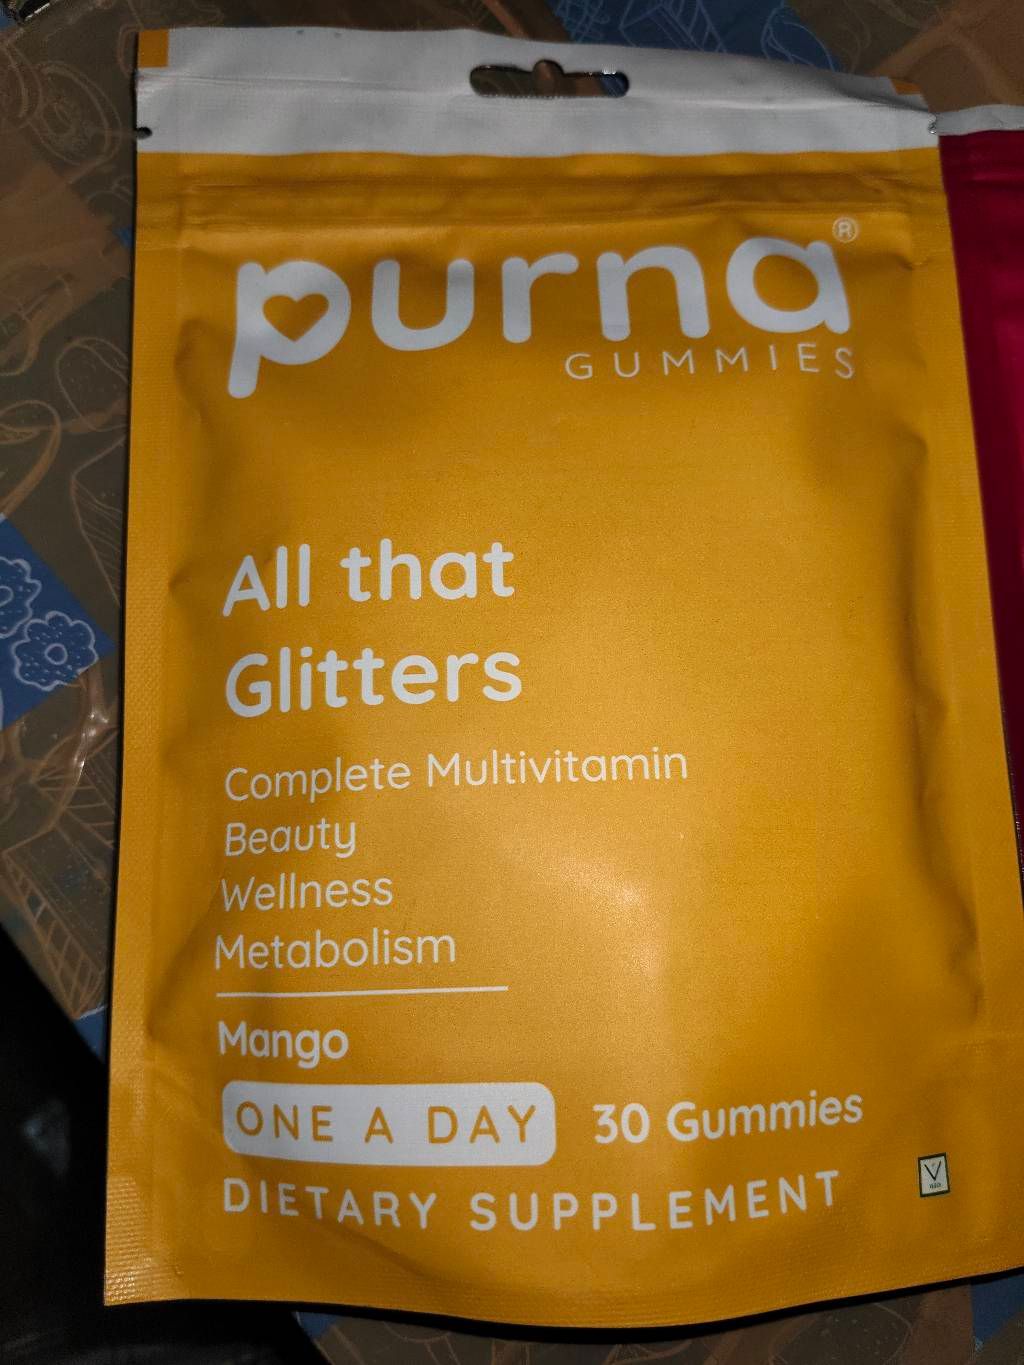 purna®
GUMMIES
All that
Glitters
Complete Multivitamin
Beauty
Wellness
Metabolism
Mango
ONE A DAY 30 Gummies
DIETARY SUPPLEMENT
V